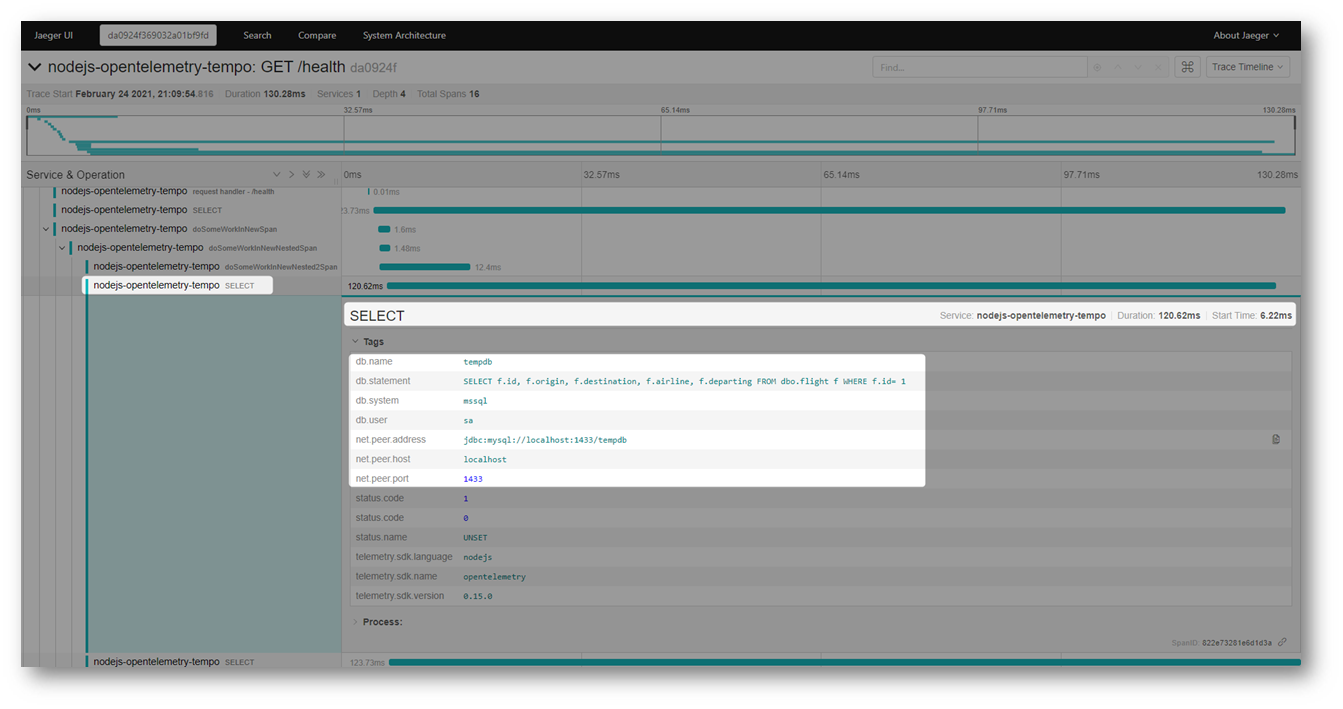 Jaeger UI da0924f369032a01bf9fd Search Compare System Architecture About Jaeger
nodejs-opentelemetry-tempo: GET /health da0924f Find... Trace Timeline
Trace Start February 24 2021, 21:09:54.816 Duration 130.28ms Services 1 Depth 4 Total Spans 16
0ms 32.57ms 65.14ms 97.71ms 130.28ms
Service & Operation 0ms 32.57ms 65.14ms 97.71ms 130.28ms
nodejs-opentelemetry-tempo request handler - /health 0.01ms
nodejs-opentelemetry-tempo SELECT 3.73ms
nodejs-opentelemetry-tempo doSomeWorkInNewSpan 1.6ms
nodejs-opentelemetry-tempo doSomeWorkInNewNestedSpan 1.48ms
nodejs-opentelemetry-tempo doSomeWorkInNewNested2Span 12.4ms
nodejs-opentelemetry-tempo SELECT 120.62ms
SELECT Service: nodejs-opentelemetry-tempo Duration: 120.62ms Start Time: 6.22ms
Tags
db.name tempdb
db.statement SELECT f.id, f.origin, f.destination, f.airline, f.departing FROM dbo.flight f WHERE f.id= 1
db.system mssql
db.user sa
net.peer.address jdbc:mysql://localhost:1433/tempdb
net.peer.host localhost
net.peer.port 1433
status.code 1
status.code 0
status.name UNSET
telemetry.sdk.language nodejs
telemetry.sdk.name opentelemetry
telemetry.sdk.version 0.15.0
Process:
SpanID: 822e73281e6d1d3a
nodejs-opentelemetry-tempo SELECT 123.73ms